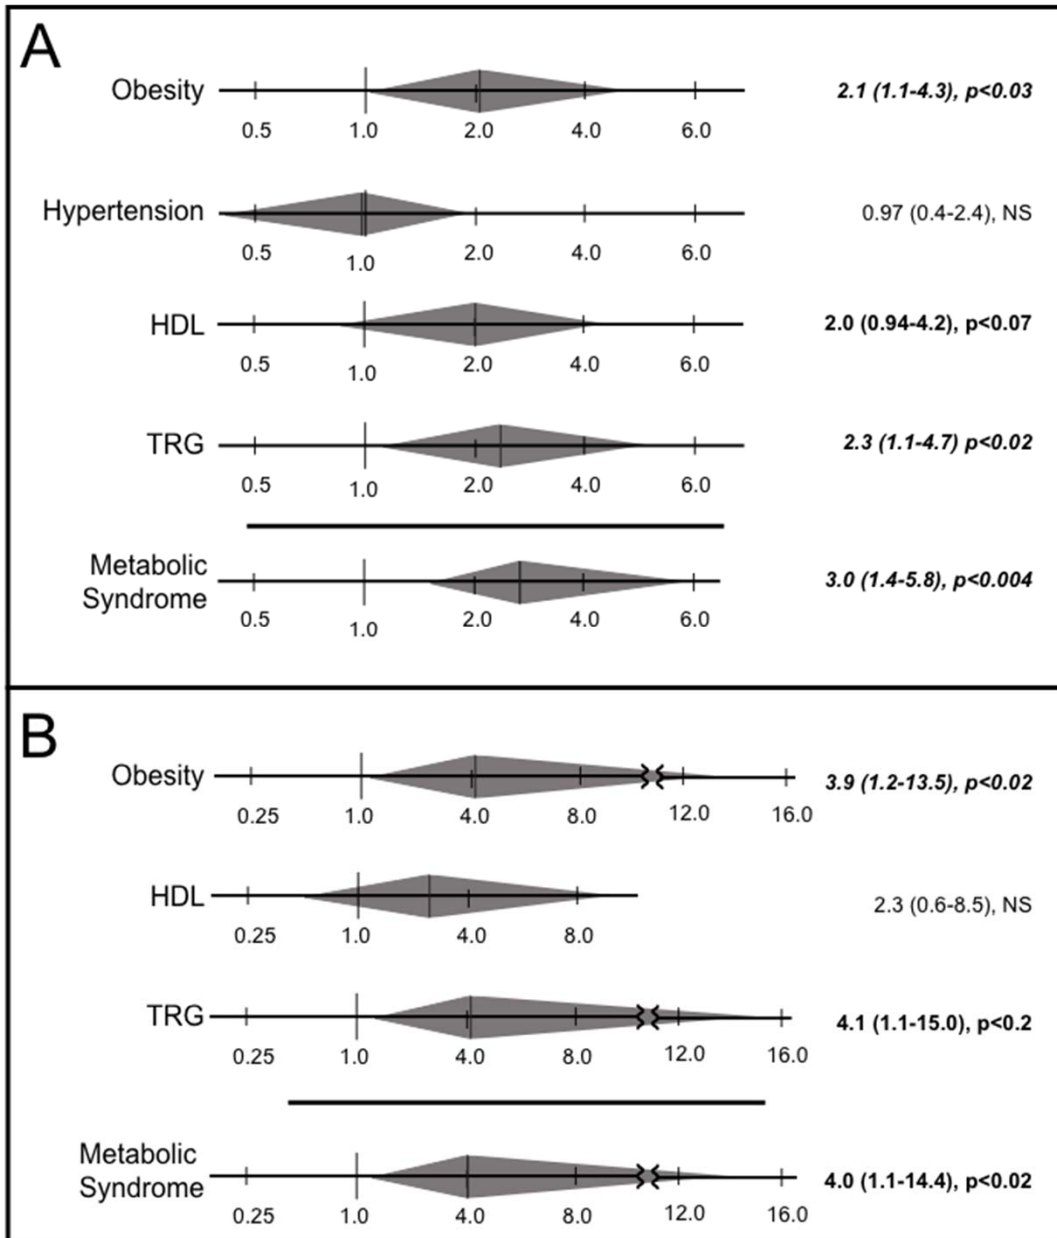 A
Obesity
2.1 (1.1-4.3), p<0.03
0.5 1.0 2.0 4.0 6.0
Hypertension
0.97 (0.4-2.4), NS
0.5 1.0 2.0 4.0 6.0
HDL
2.0 (0.94-4.2), p<0.07
0.5 1.0 2.0 4.0 6.0
TRG
2.3 (1.1-4.7) p<0.02
0.5 1.0 2.0 4.0 6.0
Metabolic
Syndrome
3.0 (1.4-5.8), p<0.004
0.5 1.0 2.0 4.0 6.0
B
Obesity
3.9 (1.2-13.5), p<0.02
0.25 1.0 4.0 8.0 12.0 16.0
HDL
2.3 (0.6-8.5), NS
0.25 1.0 4.0 8.0
TRG
4.1 (1.1-15.0), p<0.2
0.25 1.0 4.0 8.0 12.0 16.0
Metabolic
Syndrome
4.0 (1.1-14.4), p<0.02
0.25 1.0 4.0 8.0 12.0 16.0